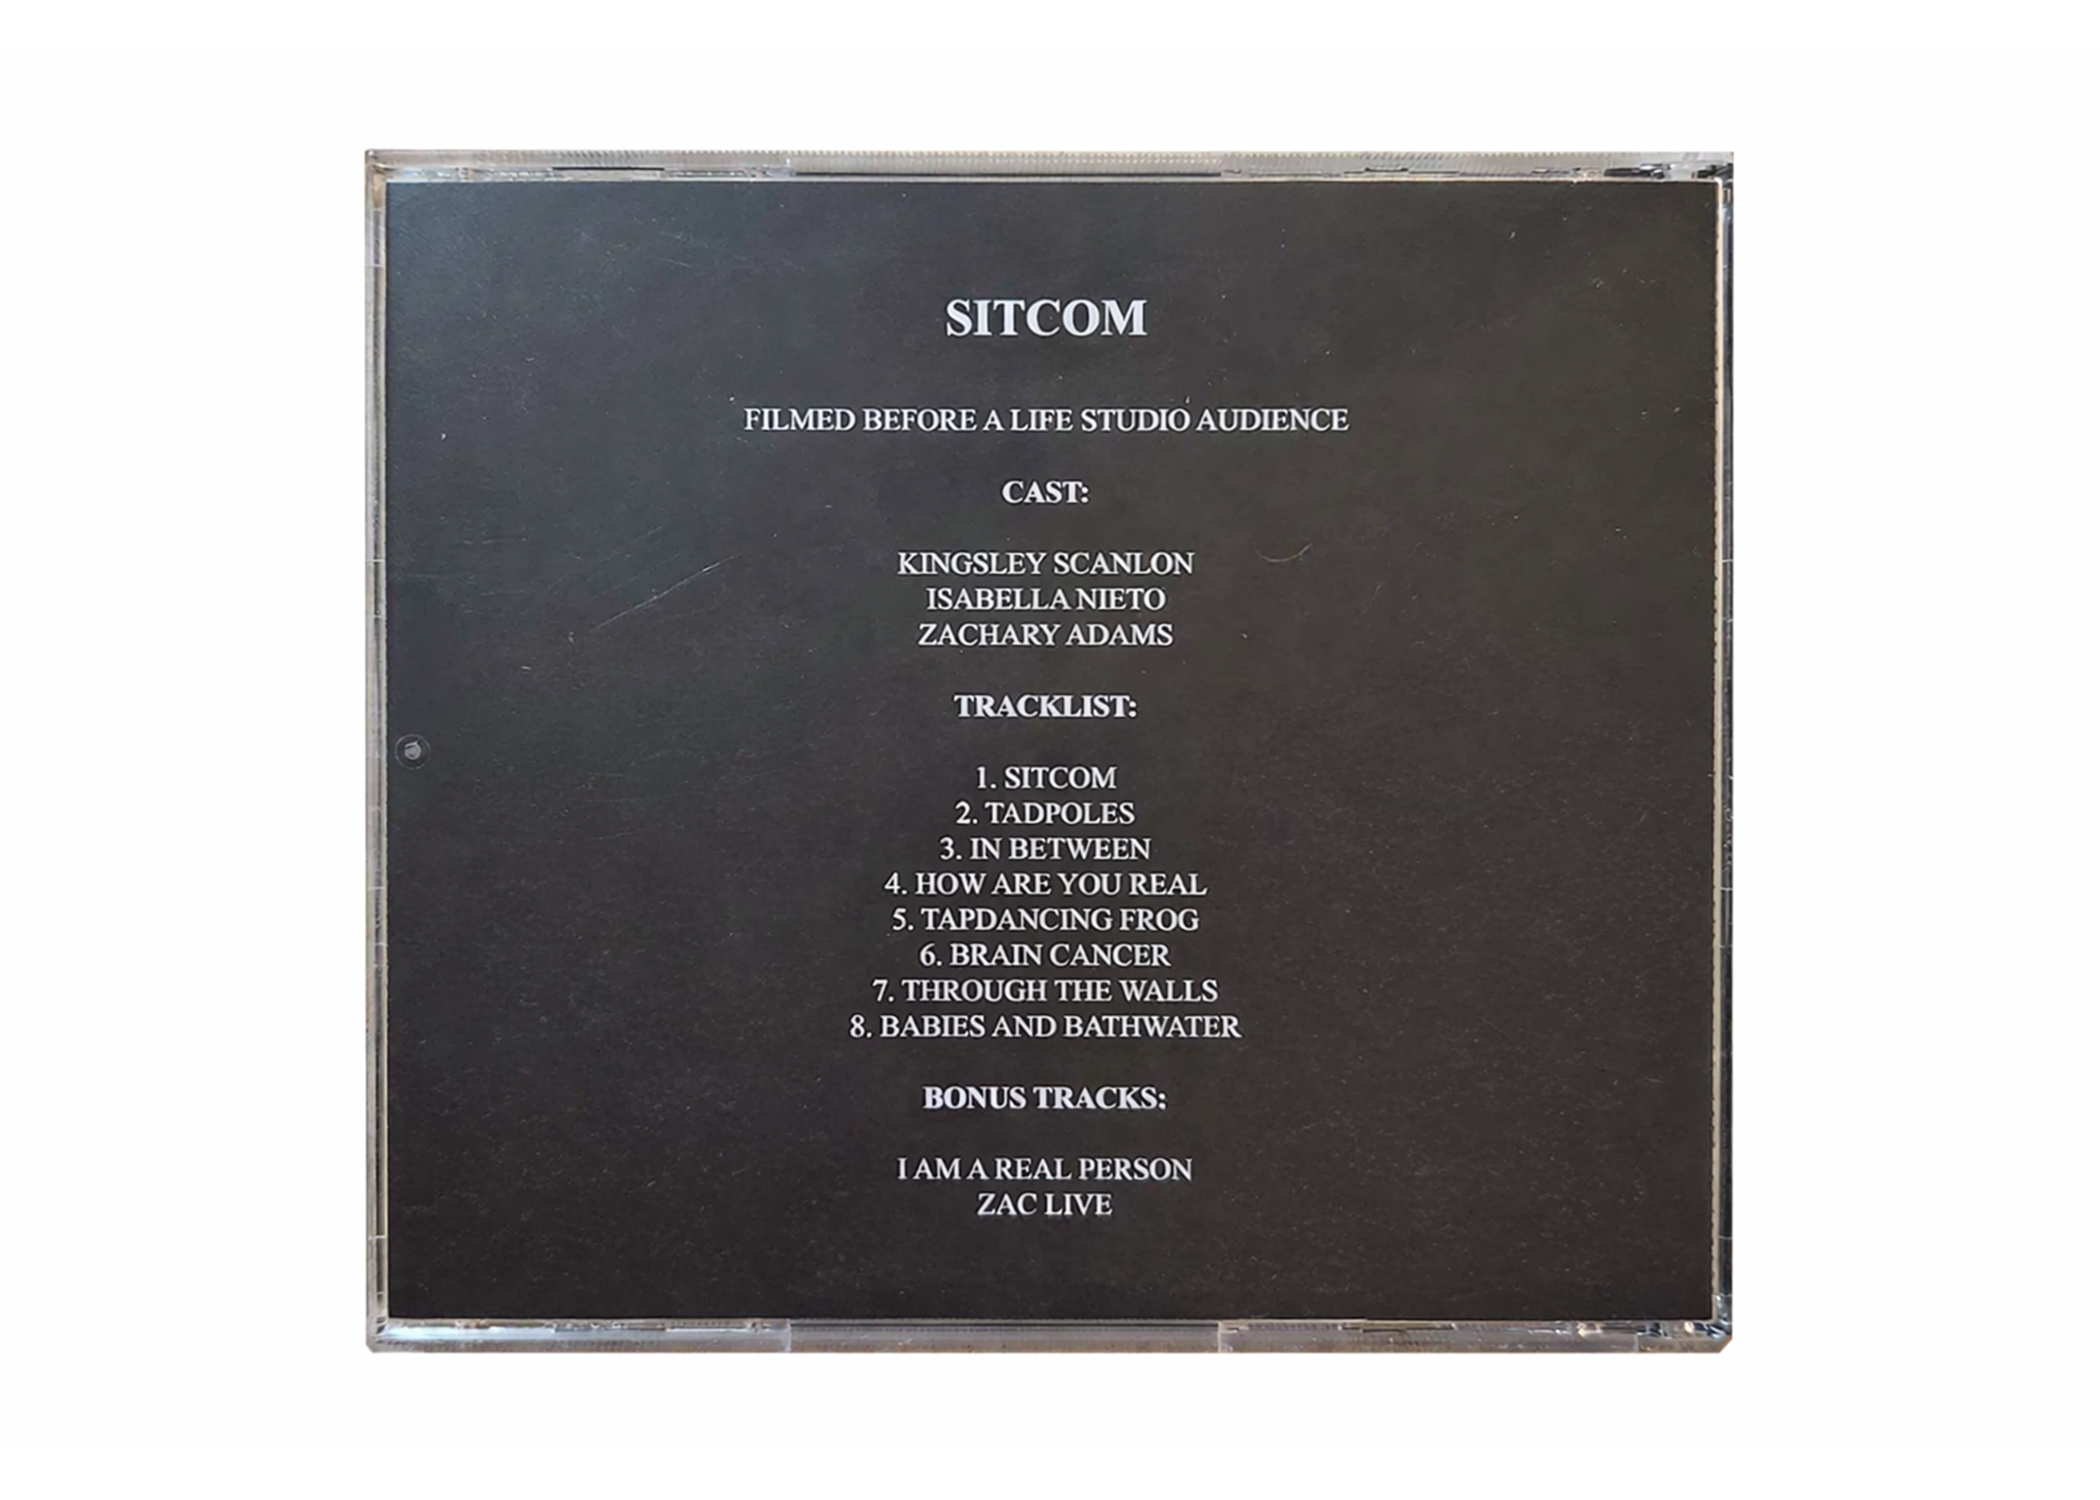 SITCOM
FILMED BEFORE A LIFE STUDIO AUDIENCE
CAST:
KINGSLEY SCANLON
ISABELLA NIETO
ZACHARY ADAMS
TRACKLIST:
1. SITCOM
2. TADPOLES
3. IN BETWEEN
4. HOW ARE YOU REAL
5. TAPDANCING FROG
6. BRAIN CANCER
7. THROUGH THE WALLS
8. BABIES AND BATHWATER
BONUS TRACKS:
I AM A REAL PERSON
ZAC LIVE